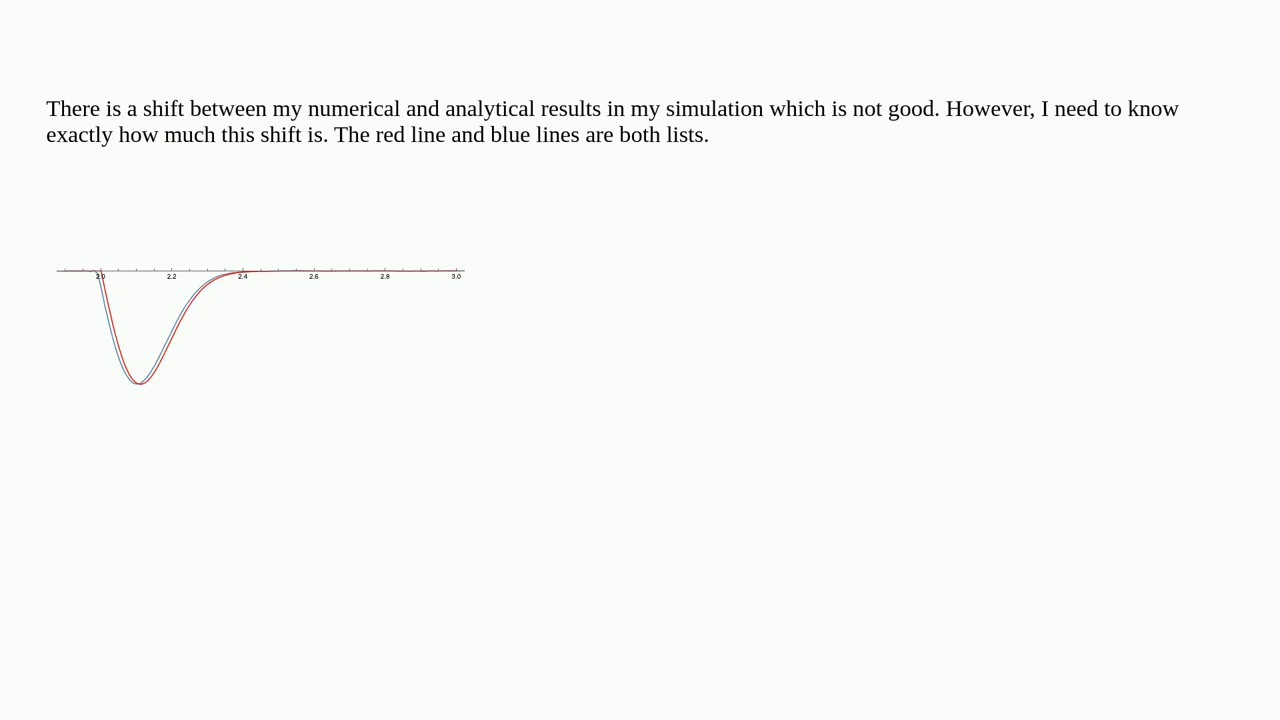 There is a shift between my numerical and analytical results in my simulation which is not good. However, I need to know
exactly how much this shift is. The red line and blue lines are both lists.
2.0 2.2 2.4 2.6 2.8 3.0